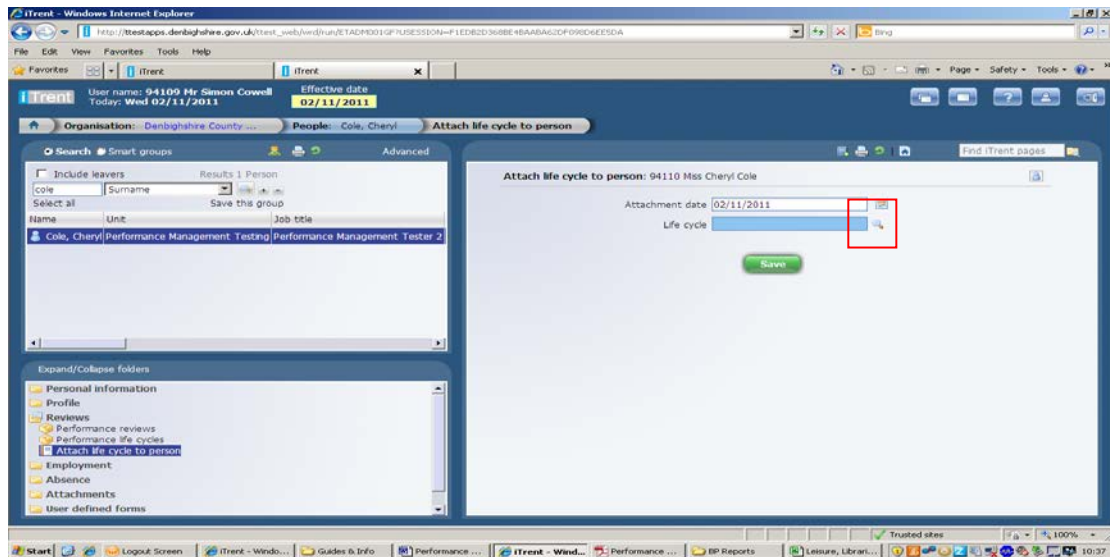 iTrent - Windows Internet Explorer
http://ttestapps.denbighshire.gov.uk/ttest_web/wrd/run/ETADM001GF?USESSION=
Bing
File Edit View Favorites Tools Help
Favorites iTrent iTrent Page Safety Tools
iTrent User name: 94109 Mr Simon Cowell Effective date
Today: Wed 02/11/2011 02/11/2011
Organisation: Denbighshire County ... People: Cole, Cheryl Attach life cycle to person
Search Smart groups Advanced Find iTrent pages
Include leavers Results 1 Person
cole Surname
Select all Save this group
Name Unit Job title
Cole, Cheryl Performance Management Testing Performance Management Tester 2
Attach life cycle to person: 94110 Miss Cheryl Cole
Attachment date 02/11/2011
Life cycle
Save
Expand/Collapse folders
Personal information
Profile
Reviews
Performance reviews
Performance life cycles
Attach life cycle to person
Employment
Absence
Attachments
User defined forms
Trusted sites 100%
Start Logout Screen iTrent - Windo... Guides & Info Performance ... iTrent - Wind... Performance ... BP Reports Leisure, Librari... 10:37